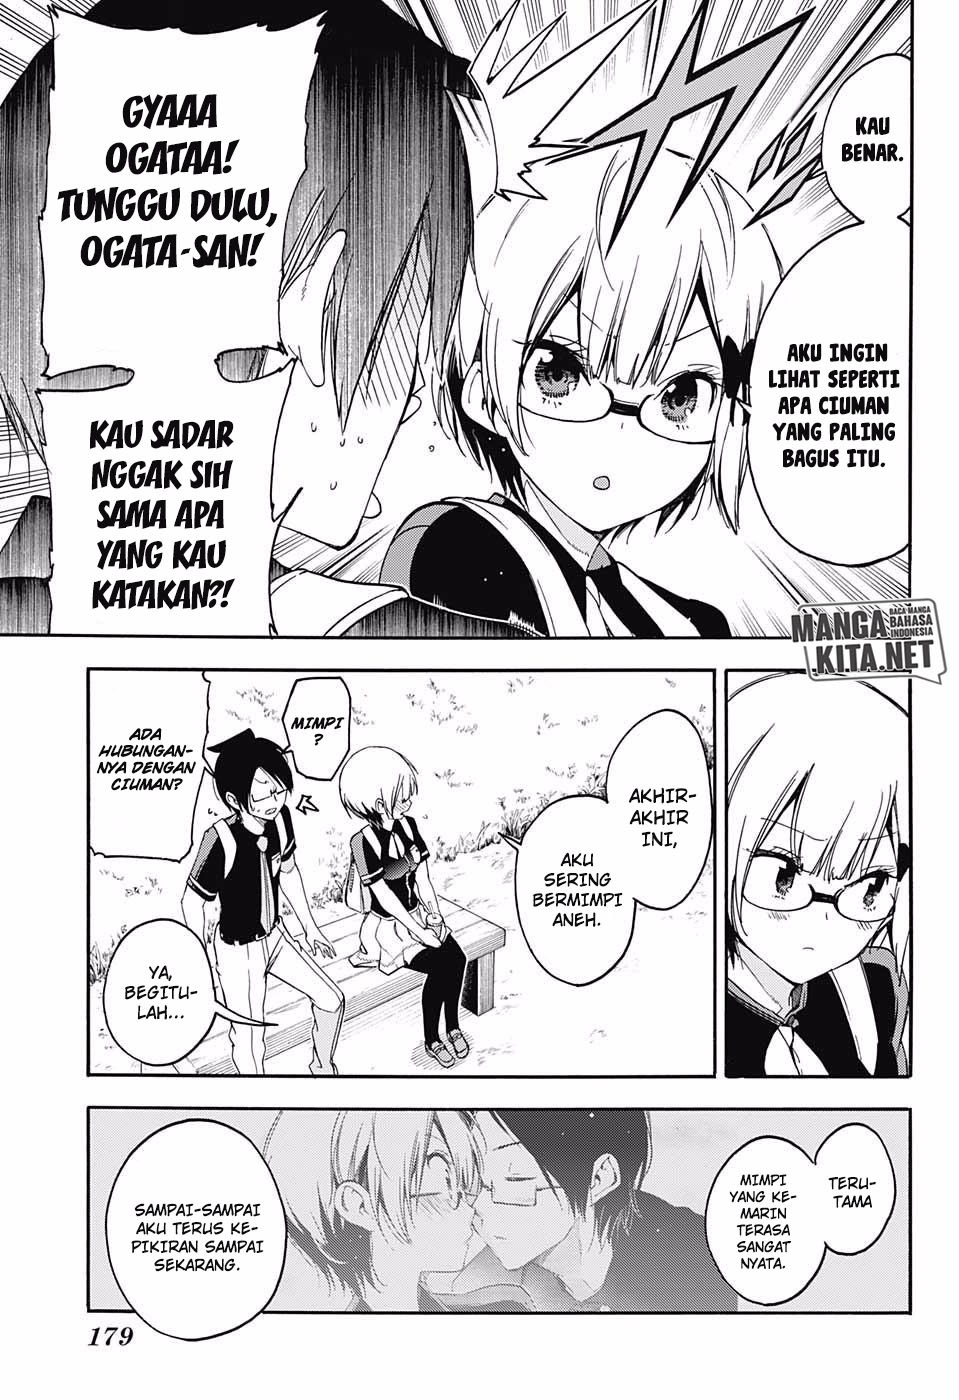 KAU
BENAR.
AKU INGIN
LIHAT SEPERTI
APA CIUMAN
YANG PALING
BAGUS ITU.
GYAAA
OGATAA!
TUNGGU DULU,
OGATA-SAN!
KAU SADAR
NGGAK SIH
SAMA APA
YANG KAU
KATAKAN?!
MANGA
BACA MANGA
BAHASA
INDONESIA
KITA.NET
AKHIR-
AKHIR
INI,
AKU
SERING
BERMIMPI
ANEH.
MIMPI
?
ADA
HUBUNGAN-
NYA DENGAN
CIUMAN?
YA,
BEGITU-
LAH...
TERU-
TAMA
MIMPI
YANG KE-
MARIN
TERASA
SANGAT
NYATA.
SAMPAI-SAMPAI
AKU TERUS KE-
PIKIRAN SAMPAI
SEKARANG.
179